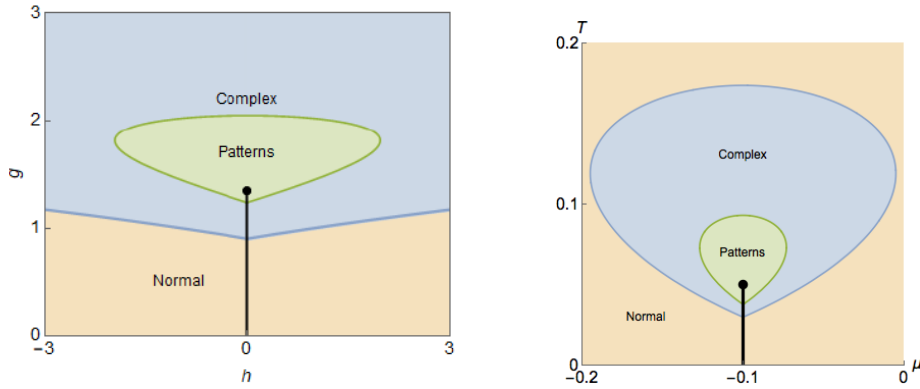 3
2
1
0
g
−3
0
3
h
Complex
Patterns
Normal
T
0.2
0.1
0
−0.2
−0.1
0
μ
Complex
Patterns
Normal